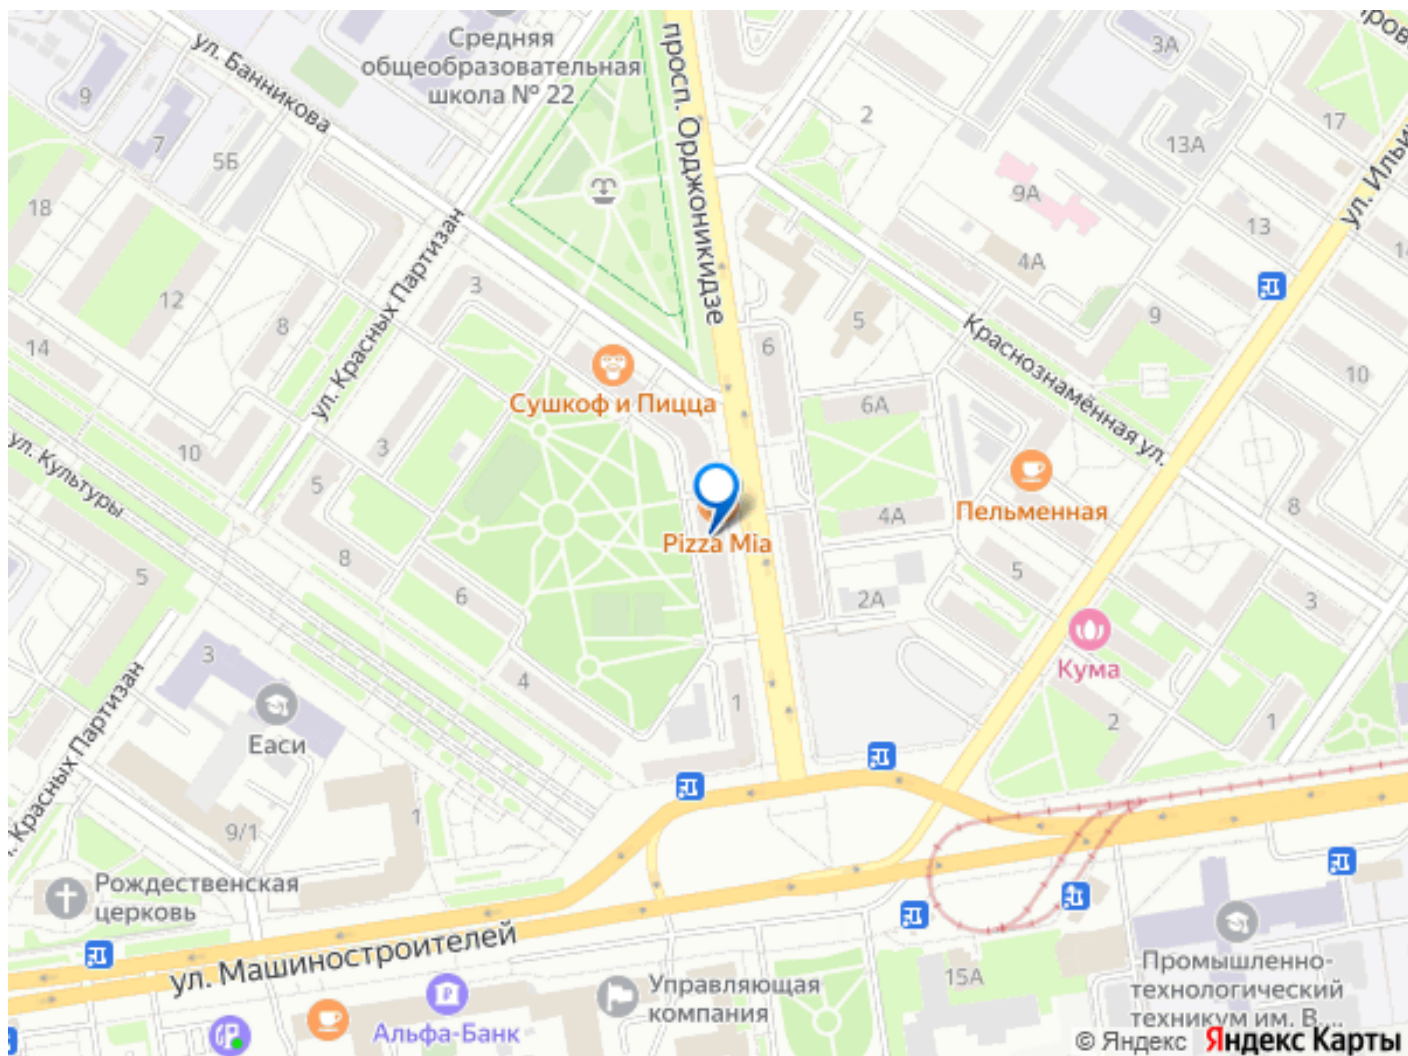 Средняя
общеобразовательная
школа № 22
ул. Банникова
просп. Орджоникидзе
3А
9
7
5Б
2
17
13А
9А
ул. Ильи
18
13
4А
ул. Красных Партизан
12
3
8
5
9
14
6
Краснознамённая ул.
10
Сушкоф и Пицца
6А
3
10
ул. Культуры
5
Пельменная
8
4А
Pizza Mia
8
5
5
6
2А
3
3
Кума
4
1
2
1
Еаси
Красных Партизан
9/1
1
Рождественская
церковь
ул. Машиностроителей
15А
Промышленно-
технологический
техникум им. В....
Управляющая
компания
Альфа-Банк
© Яндекс Яндекс Карты